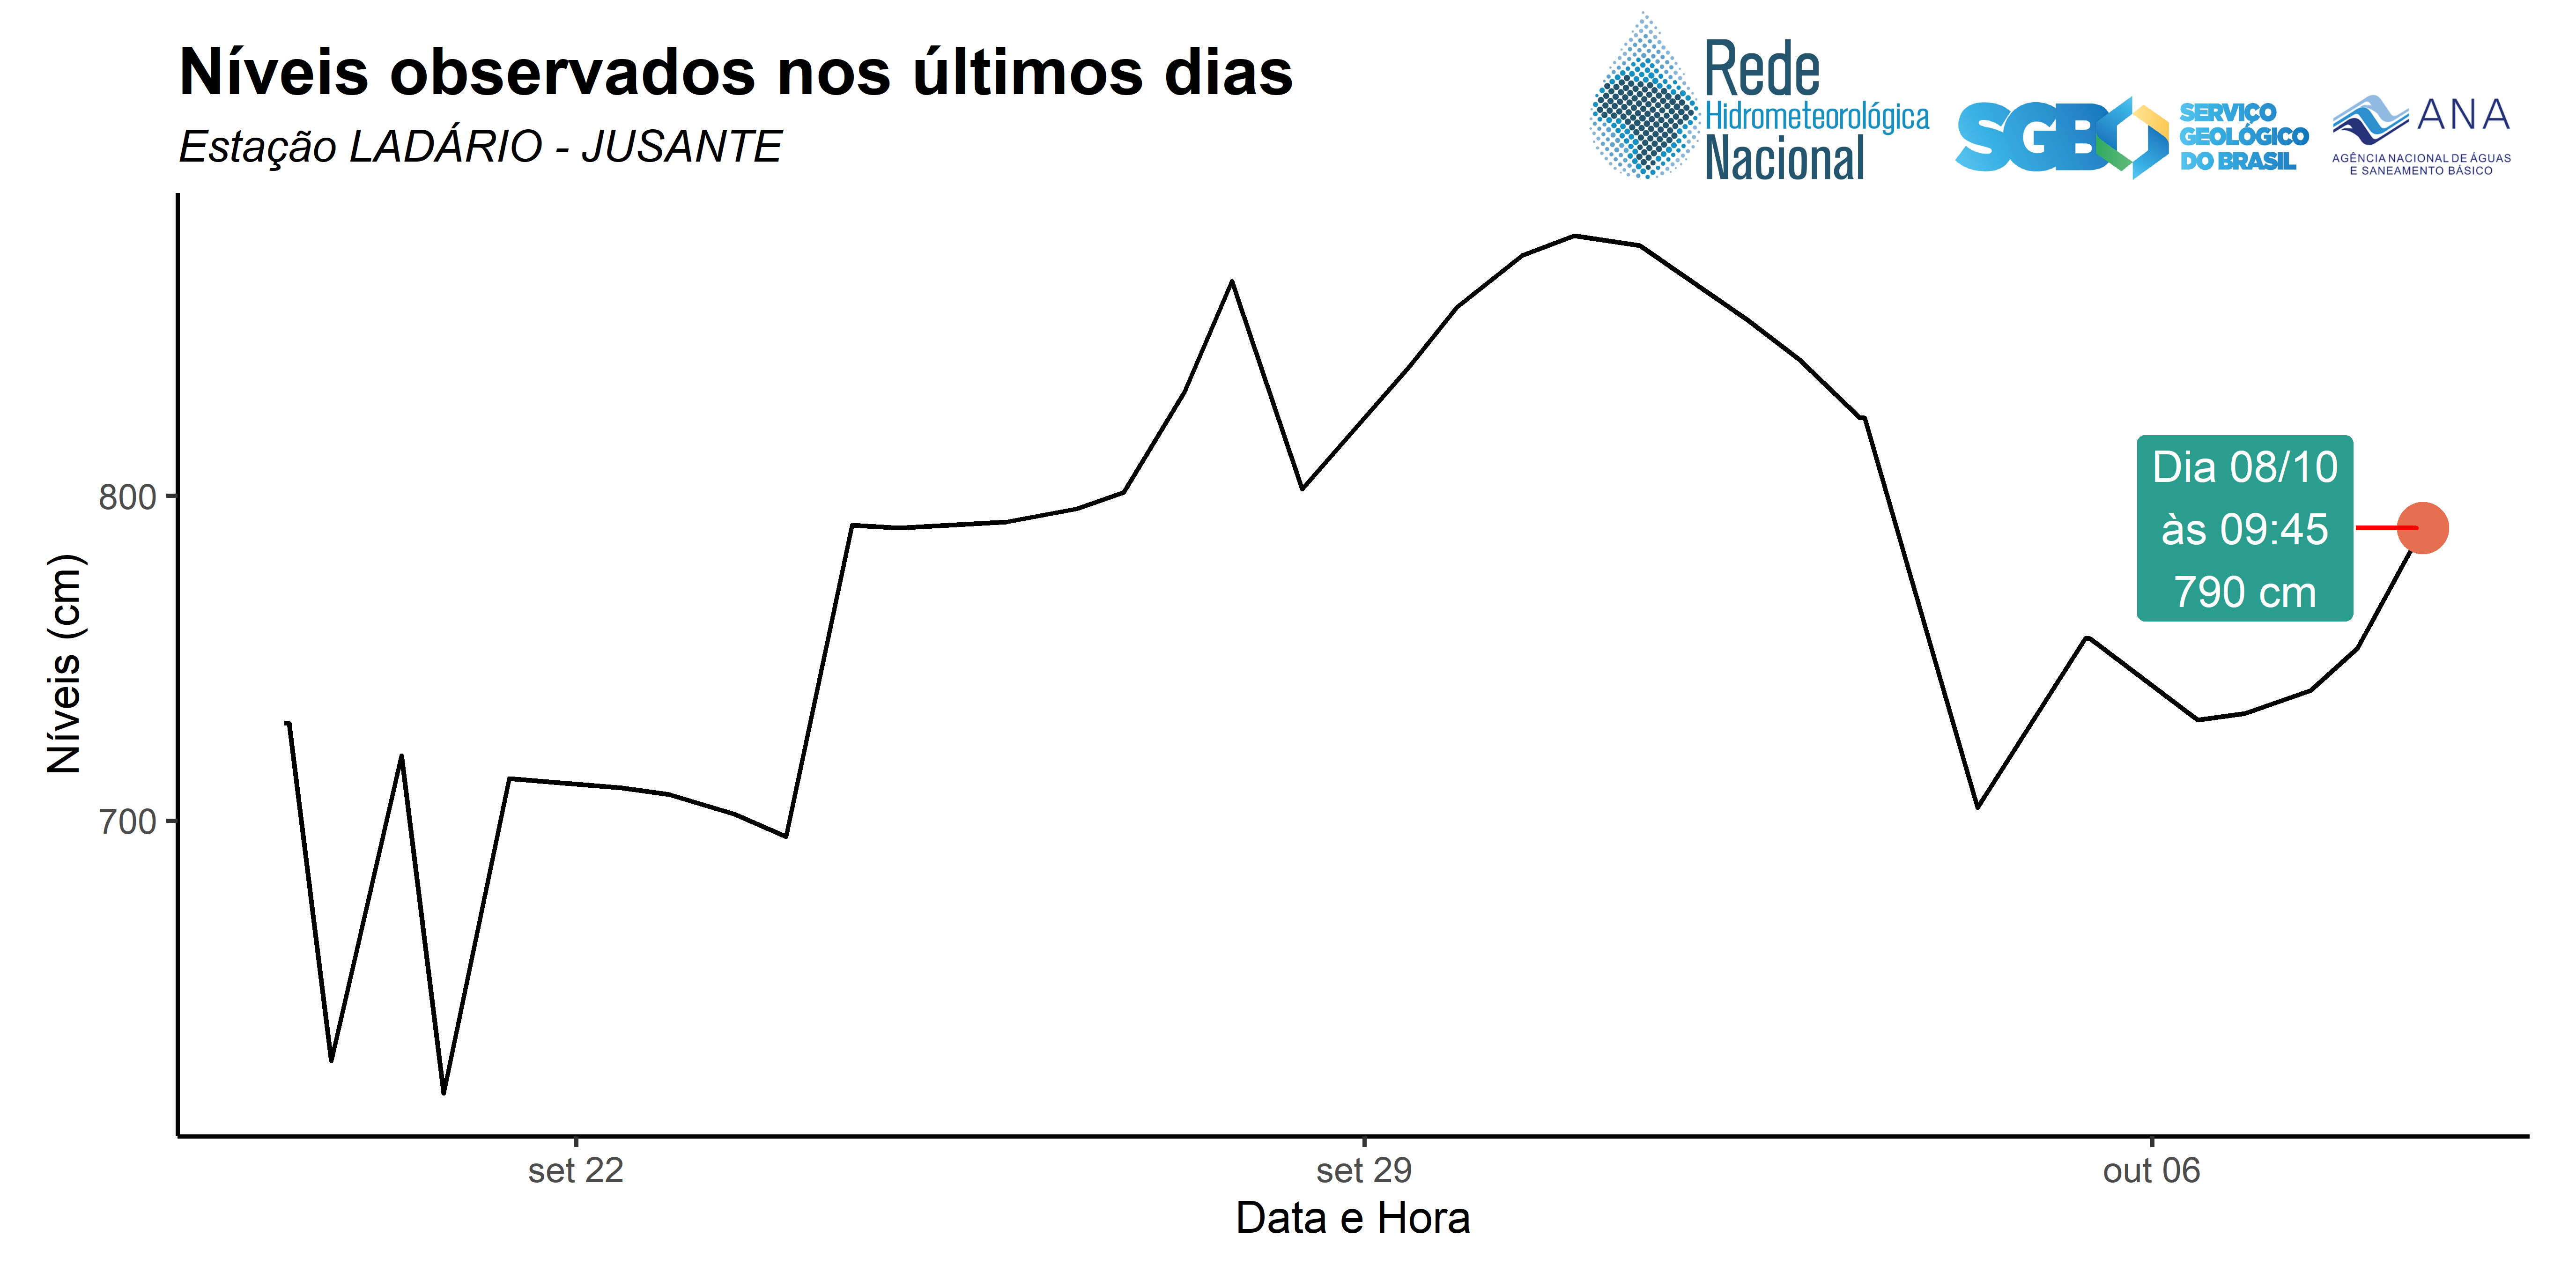 Níveis observados nos últimos dias
Estação LADÁRIO - JUSANTE
Rede
Hidrometeorológica
Nacional
SGB
SERVIÇO
GEOLÓGICO
DO BRASIL
ANA
AGÊNCIA NACIONAL DE ÁGUAS
E SANEAMENTO BÁSICO
Níveis (cm)
800
700
Dia 08/10
às 09:45
790 cm
set 22
set 29
out 06
Data e Hora